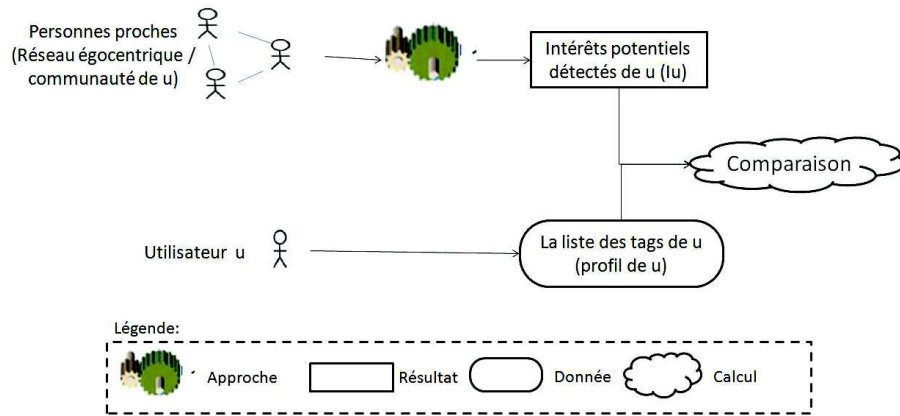 Personnes proches
(Réseau égocentrique /
communauté de u)
Intérêts potentiels
détectés de u (Iu)
Comparaison
Utilisateur u
La liste des tags de u
(profil de u)
Légende:
Approche
Résultat
Donnée
Calcul